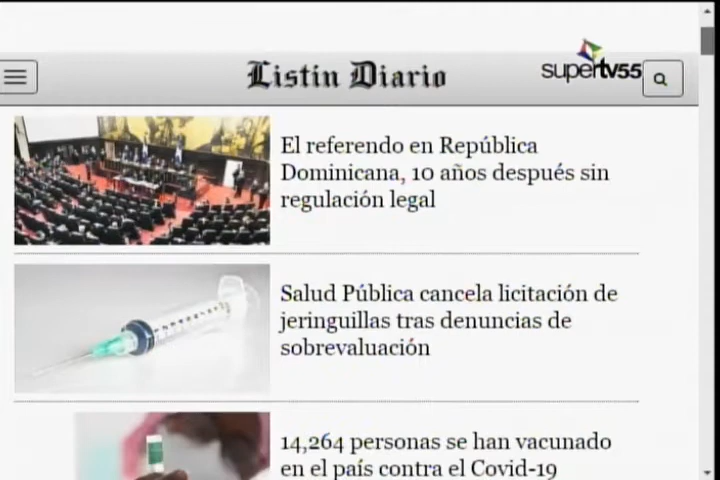 Listin Diario
supertv55
El referendo en República
Dominicana, 10 años después sin
regulación legal
Salud Pública cancela licitación de
jeringuillas tras denuncias de
sobrevaluación
14,264 personas se han vacunado
en el país contra el Covid-19